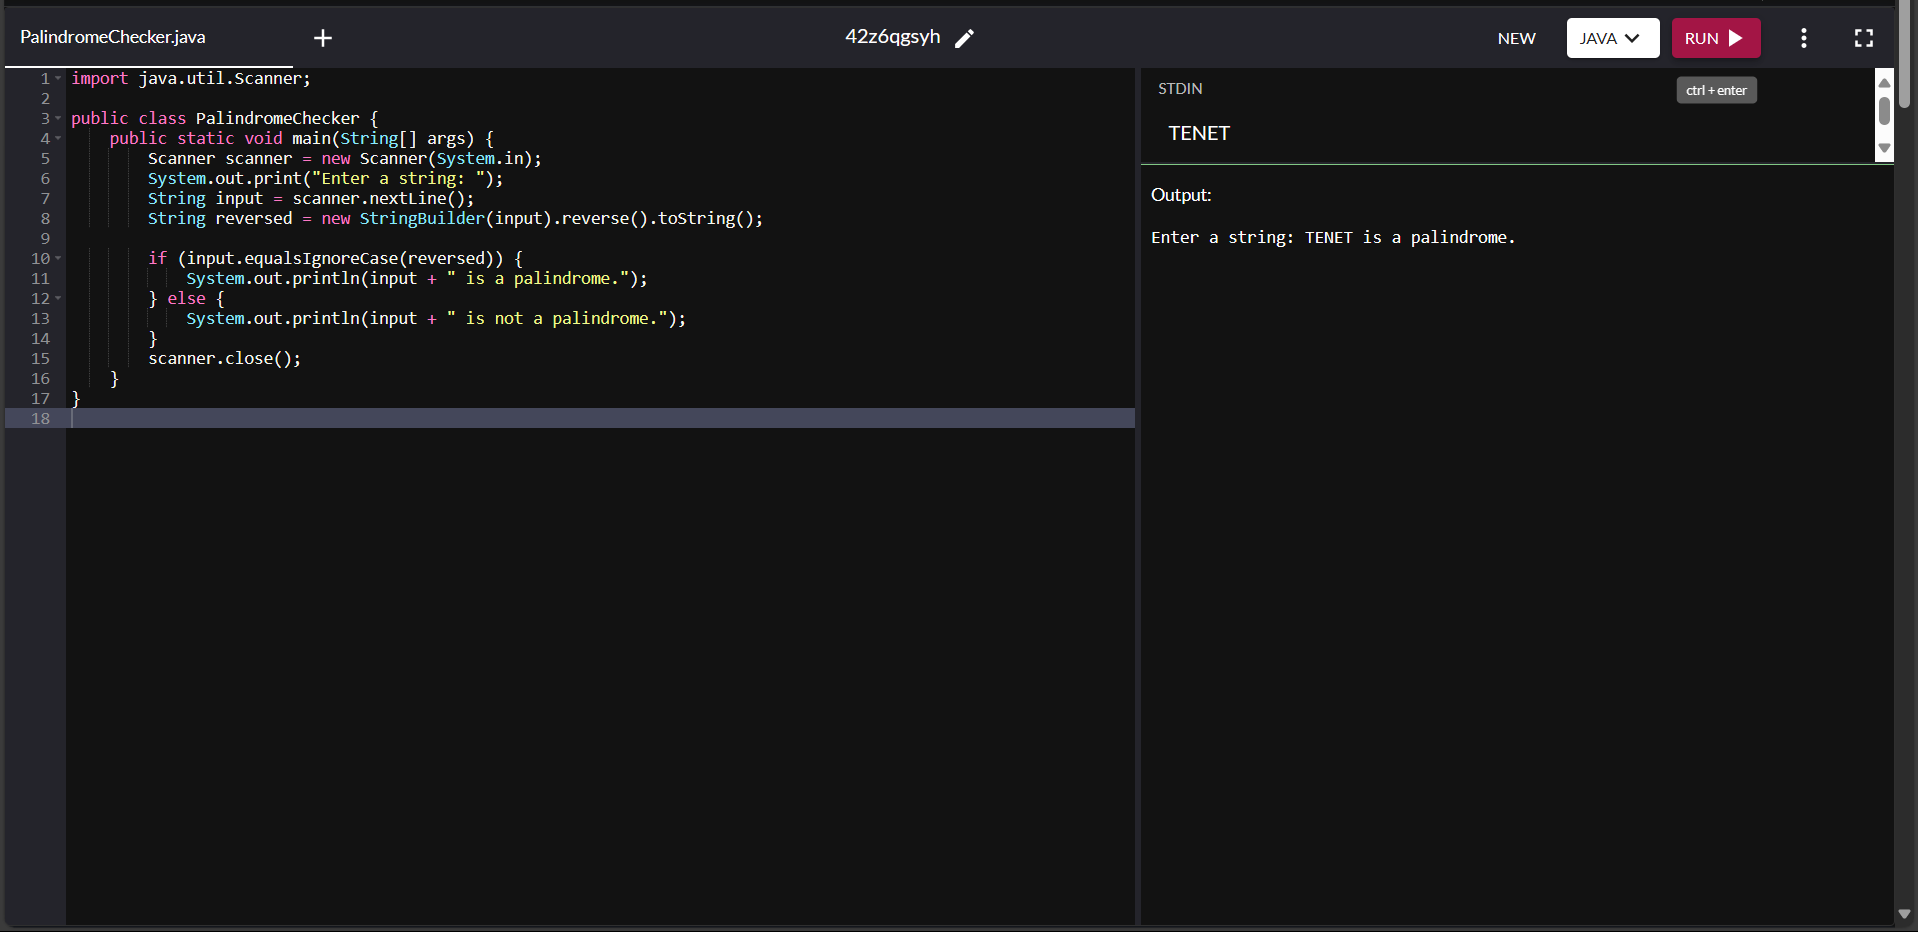 PalindromeChecker.java + 42z6qgsyh NEW JAVA RUN
1 import java.util.Scanner;
2
3 public class PalindromeChecker {
4     public static void main(String[] args) {
5         Scanner scanner = new Scanner(System.in);
6         System.out.print("Enter a string: ");
7         String input = scanner.nextLine();
8         String reversed = new StringBuilder(input).reverse().toString();
9
10         if (input.equalsIgnoreCase(reversed)) {
11             System.out.println(input + " is a palindrome.");
12         } else {
13             System.out.println(input + " is not a palindrome.");
14         }
15         scanner.close();
16     }
17 }
18
STDIN
ctrl + enter
TENET
Output:
Enter a string: TENET is a palindrome.